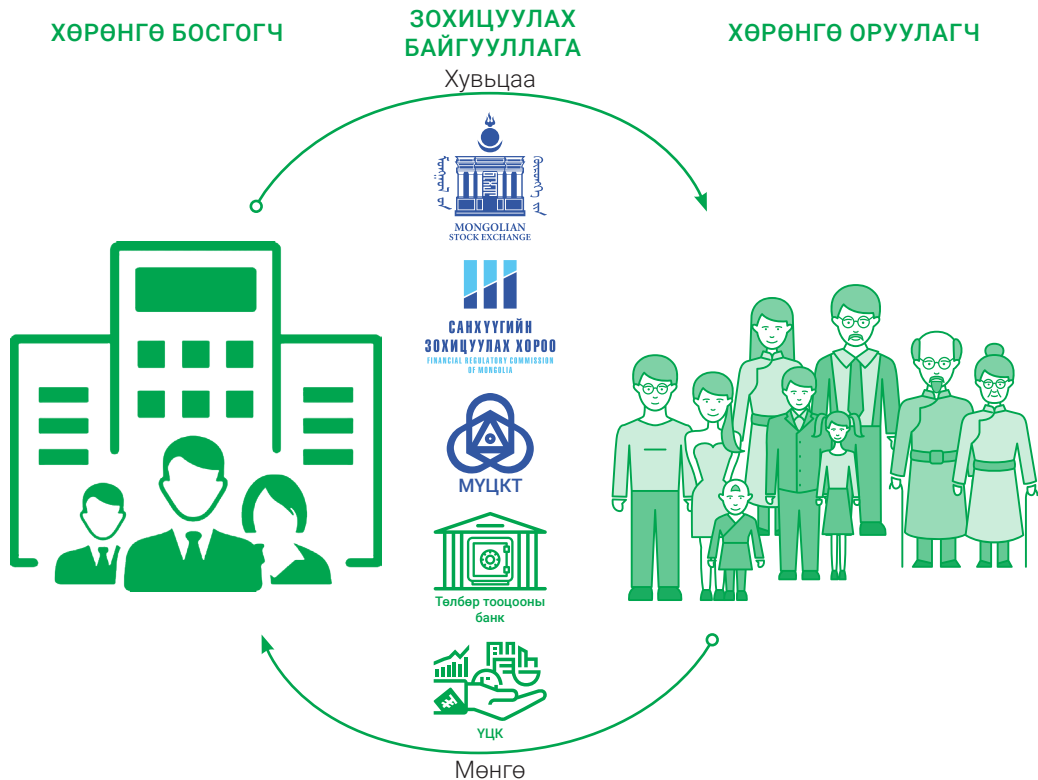 ХӨРӨНГӨ БОСГОГЧ
ЗОХИЦУУЛАХ
БАЙГУУЛЛАГА
ХӨРӨНГӨ ОРУУЛАГЧ
Хувьцаа
MONGOLIAN
STOCK EXCHANGE
САНХҮҮГИЙН
ЗОХИЦУУЛАХ ХОРОО
FINANCIAL REGULATORY COMMISSION
OF MONGOLIA
МҮЦКТ
Төлбөр тооцооны
банк
ҮЦК
Мөнгө